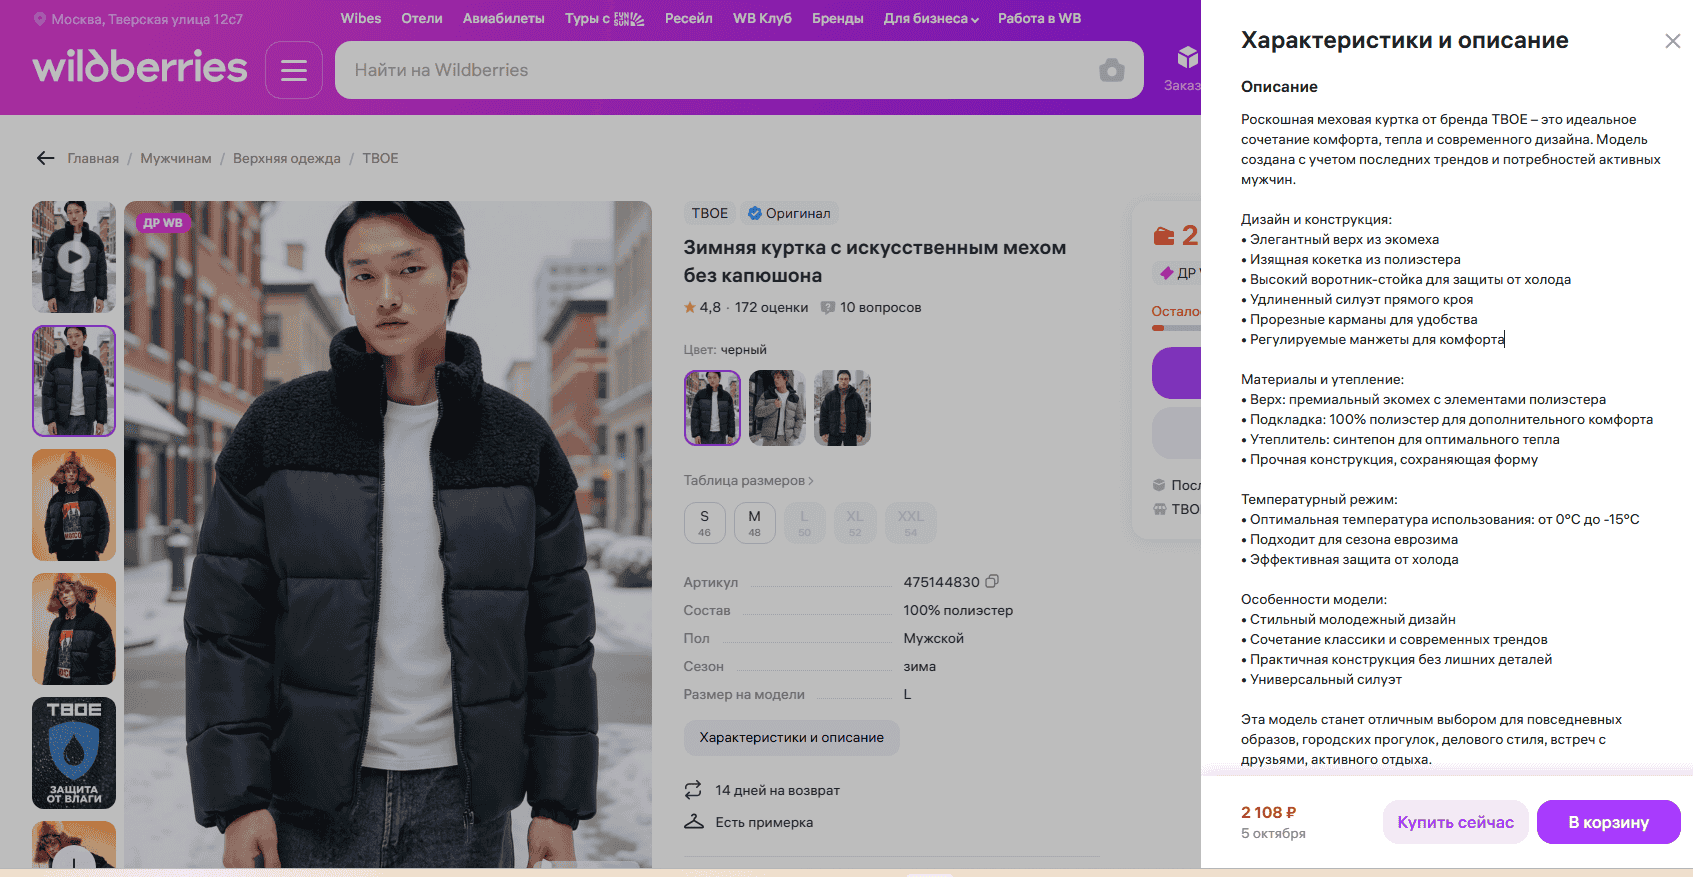 Москва, Тверская улица 12с7
Wibes Отели Авиабилеты Туры с FUN SUN Ресейл WB Клуб Бренды Для бизнеса Работа в WB
wildberries
Найти на Wildberries
Главная / Мужчинам / Верхняя одежда / ТВОЕ
ДР WB
ТВОЕ
ЗАЩИТА
ОТ ВЛАГИ
ТВОЕ Оригинал
Зимняя куртка с искусственным мехом
без капюшона
4,8 · 172 оценки 10 вопросов
Цвет: черный
Таблица размеров
S M L XL XXL
46 48 50 52 54
Артикул 475144830
Состав 100% полиэстер
Пол Мужской
Сезон зима
Размер на модели L
Характеристики и описание
14 дней на возврат
Есть примерка
2
ДР
Характеристики и описание
Описание
Роскошная меховая куртка от бренда ТВОЕ – это идеальное
сочетание комфорта, тепла и современного дизайна. Модель
создана с учетом последних трендов и потребностей активных
мужчин.
Дизайн и конструкция:
• Элегантный верх из экомеха
• Изящная кокетка из полиэстера
• Высокий воротник-стойка для защиты от холода
• Удлиненный силуэт прямого кроя
• Прорезные карманы для удобства
• Регулируемые манжеты для комфорта
Материалы и утепление:
• Верх: премиальный экомех с элементами полиэстера
• Подкладка: 100% полиэстер для дополнительного комфорта
• Утеплитель: синтепон для оптимального тепла
• Прочная конструкция, сохраняющая форму
Температурный режим:
• Оптимальная температура использования: от 0°C до -15°C
• Подходит для сезона еврозима
• Эффективная защита от холода
Особенности модели:
• Стильный молодежный дизайн
• Сочетание классики и современных трендов
• Практичная конструкция без лишних деталей
• Универсальный силуэт
Эта модель станет отличным выбором для повседневных
образов, городских прогулок, делового стиля, встреч с
друзьями, активного отдыха.
2 108 ₽
5 октября
Купить сейчас
В корзину